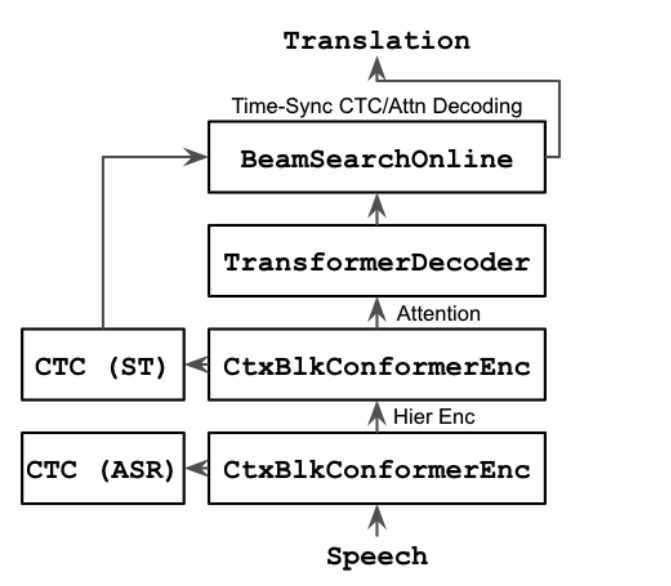 Translation
Time-Sync CTC/Attn Decoding
BeamSearchOnline
TransformerDecoder
Attention
CTC (ST)
CtxBlkConformerEnc
Hier Enc
CTC (ASR)
CtxBlkConformerEnc
Speech